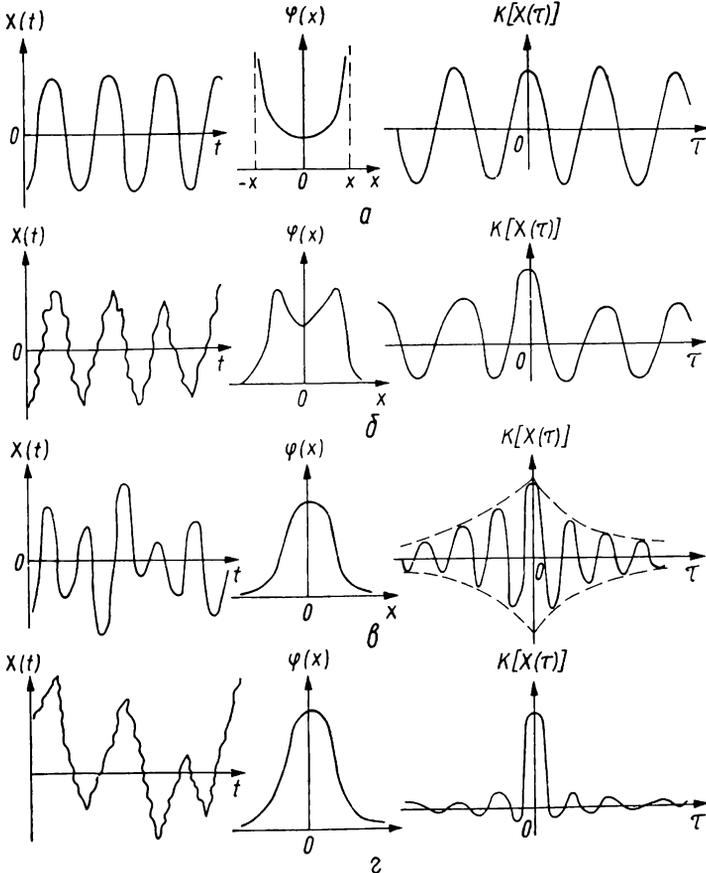 X(t) φ(x) K[X(τ)]
0 t -x 0 x x 0 τ
а
X(t) φ(x) K[X(τ)]
0 t 0 x 0 τ
б
X(t) φ(x) K[X(τ)]
0 t 0 x 0 τ
в
X(t) φ(x) K[X(τ)]
t 0 0 τ
г